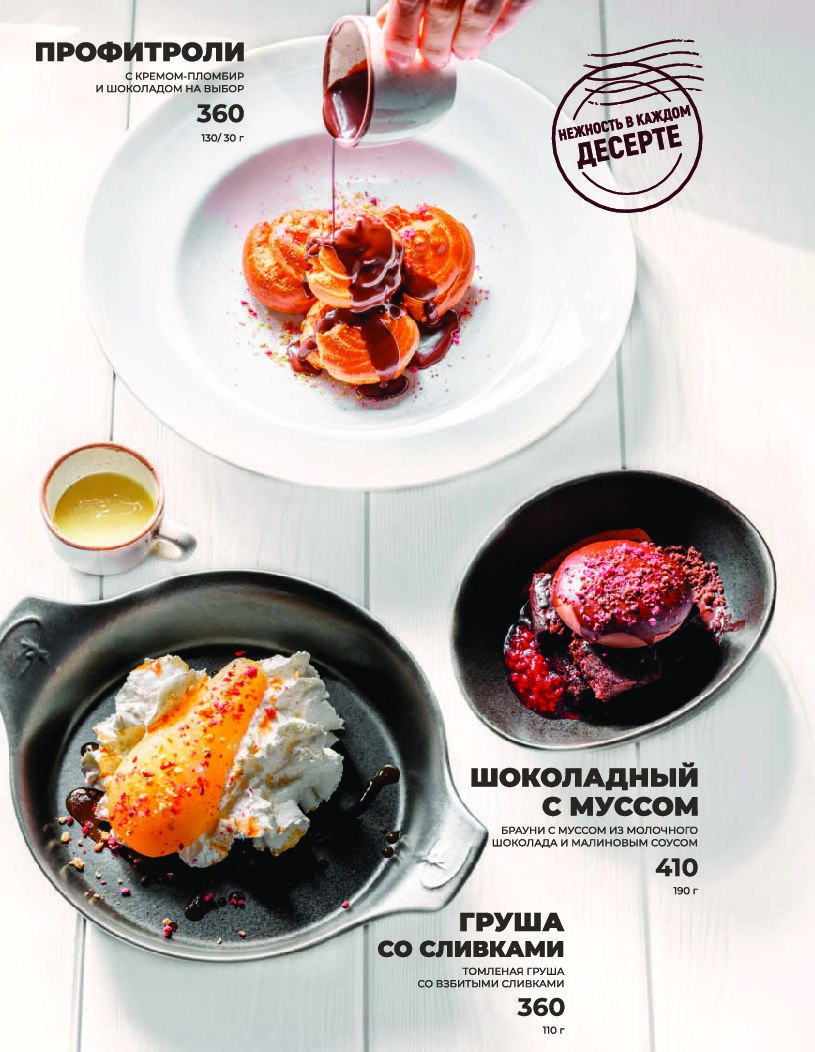 ПРОФИТРОЛИ
С КРЕМОМ-ПЛОМБИР
И ШОКОЛАДОМ НА ВЫБОР
360
130/ 30 г
НЕЖНОСТЬ В КАЖДОМ
ДЕСЕРТЕ
ШОКОЛАДНЫЙ
С МУССОМ
БРАУНИ С МУССОМ ИЗ МОЛОЧНОГО
ШОКОЛАДА И МАЛИНОВЫМ СОУСОМ
410
190 г
ГРУША
СО СЛИВКАМИ
ТОМЛЕНАЯ ГРУША
СО ВЗБИТЫМИ СЛИВКАМИ
360
110 г